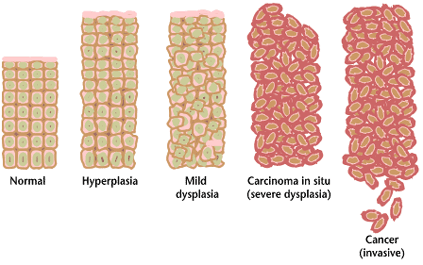 Normal
Hyperplasia
Mild
dysplasia
Carcinoma in situ
(severe dysplasia)
Cancer
(invasive)